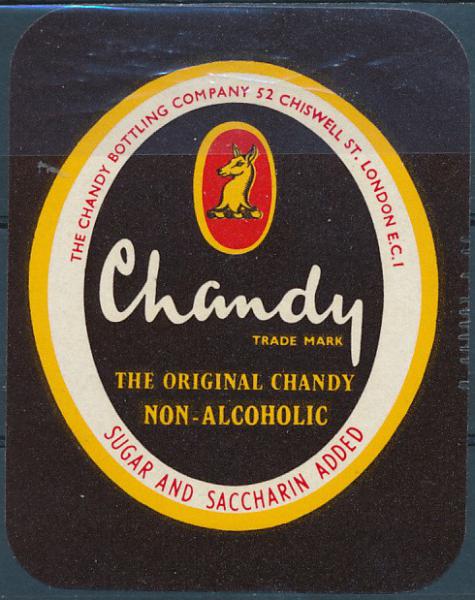 THE CHANDY BOTTLING COMPANY 52 CHISWELL ST. LONDON E.C.1
Chandy
TRADE MARK
THE ORIGINAL CHANDY
NON-ALCOHOLIC
SUGAR AND SACCHARIN ADDED